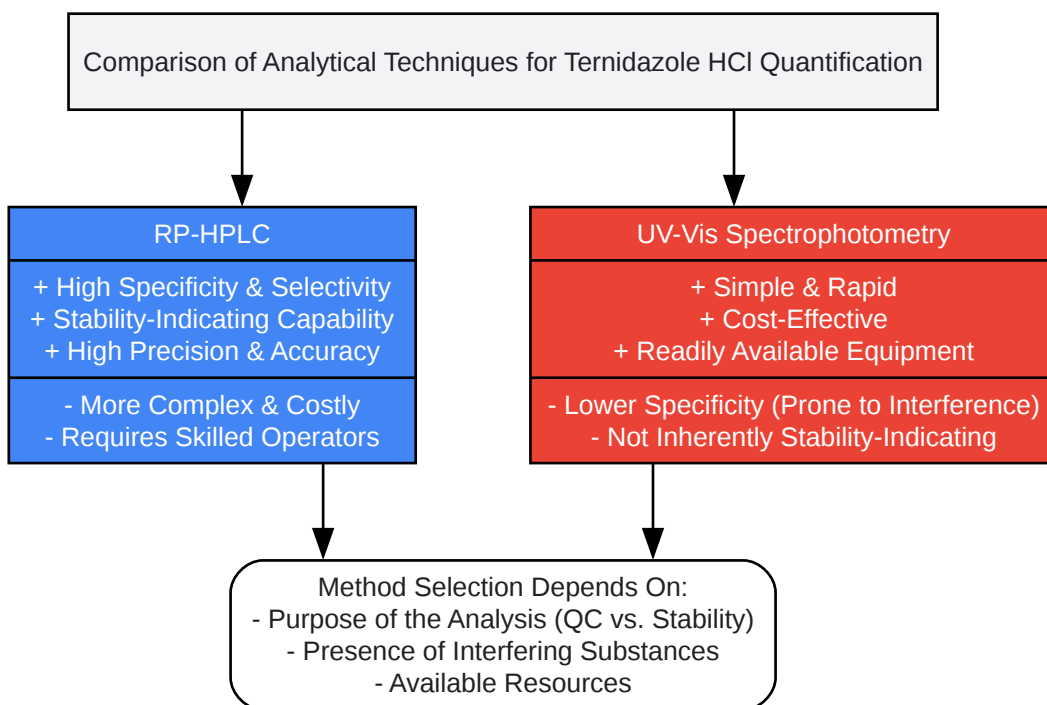 Comparison of Analytical Techniques for Ternidazole HCl Quantification
RP-HPLC
+ High Specificity & Selectivity
+ Stability-Indicating Capability
+ High Precision & Accuracy
- More Complex & Costly
- Requires Skilled Operators
UV-Vis Spectrophotometry
+ Simple & Rapid
+ Cost-Effective
+ Readily Available Equipment
- Lower Specificity (Prone to Interference)
- Not Inherently Stability-Indicating
Method Selection Depends On:
- Purpose of the Analysis (QC vs. Stability)
- Presence of Interfering Substances
- Available Resources